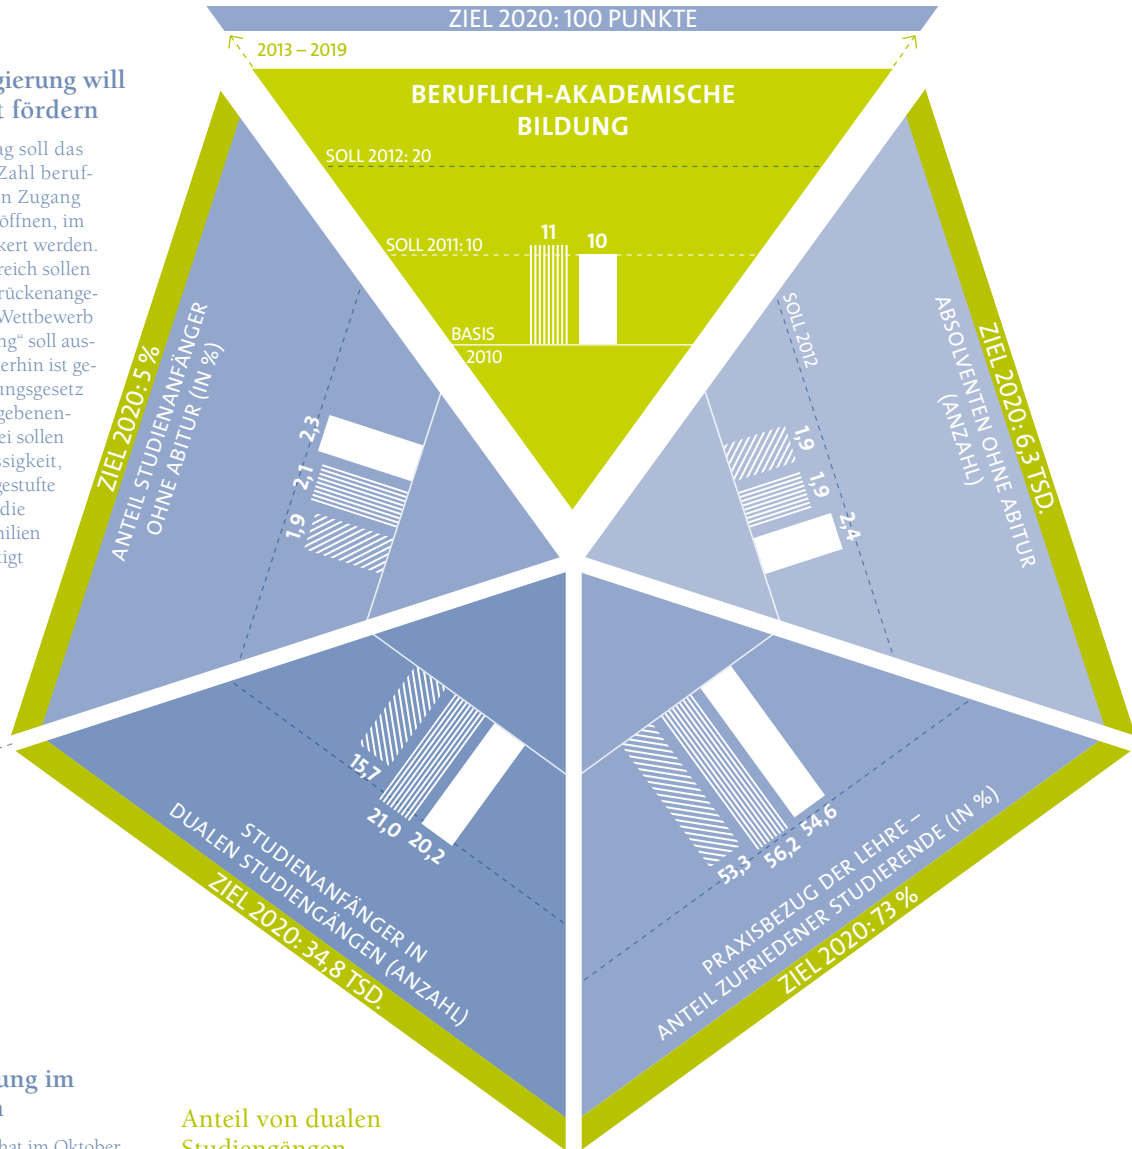 ZIEL 2020: 100 PUNKTE
2013 – 2019
BERUFLICH-AKADEMISCHE
BILDUNG
SOLL 2012: 20
SOLL 2011: 10
11
10
BASIS
2010
gierung will
t fördern
ag soll das
Zahl beruf-
n Zugang
öffnen, im
kert werden.
reich sollen
rückenange-
Wettbewerb
ng“ soll aus-
erhin ist ge-
ungsgesetz
gebenen-
ei sollen
ssigkeit,
gestufte
die
nilien
tigt
ZIEL 2020: 5 %
ANTEIL STUDIENANFÄNGER
OHNE ABITUR (IN %)
2,3
2,1
1,9
SOLL 2012
ABSOLVENTEN OHNE ABITUR
(ANZAHL)
ZIEL 2020: 6,3 TSD.
1,9
1,9
2,4
15,7
21,0
20,2
STUDIENANFÄNGER IN
DUALEN STUDIENGÄNGEN (ANZAHL)
ZIEL 2020: 34,8 TSD.
53,3
56,2
54,6
PRAXISBEZUG DER LEHRE –
ANTEIL ZUFRIEDENER STUDIERENDE (IN %)
ZIEL 2020: 73 %
ung im
hat im Oktober
Anteil von dualen
Studiengängen